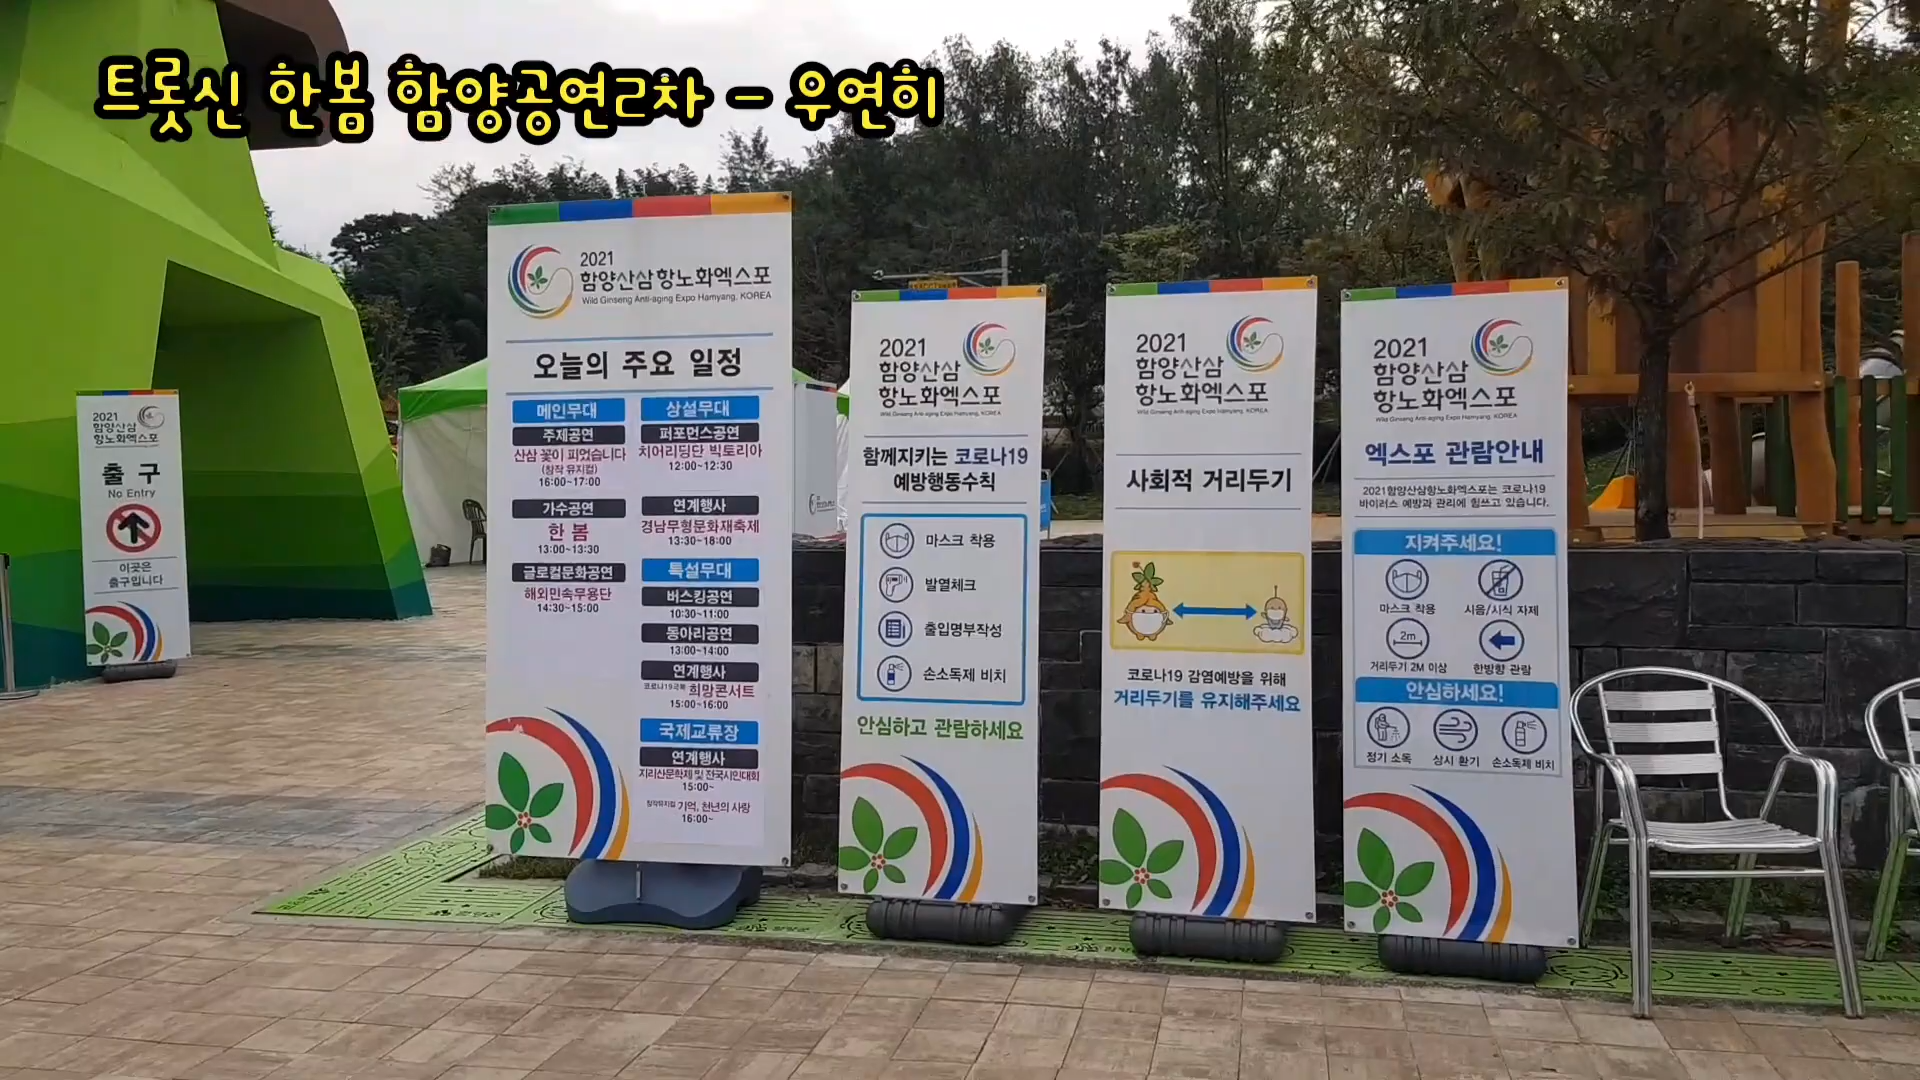 트롯신 한봄 함양공연2차 - 우연히
2021
함양산삼
항노화엑스포
출구
No Entry
이곳은
출구입니다
2021
함양산삼항노화엑스포
Wild Ginseng Anti-aging Expo Hamyang, KOREA
오늘의 주요 일정
메인무대
주제공연
산삼 꽃이 피었습니다
(창작 뮤지컬)
16:00~17:00
가수공연
한 봄
13:00~13:30
글로컬문화공연
해외민속무용단
14:30~15:00
상설무대
퍼포먼스공연
치어리딩단 빅토리아
12:00~12:30
연계행사
경남무형문화재축제
13:30~18:00
특설무대
버스킹공연
10:30~11:00
동아리공연
13:00~14:00
연계행사
코로나19극복 희망콘서트
15:00~16:00
국제교류장
연계행사
지리산문학제 및 전국시인대회
15:00~
창작뮤지컬 기억, 천년의 사랑
16:00~
2021
함양산삼
항노화엑스포
Wild Ginseng Anti-aging Expo Hamyang, KOREA
함께지키는 코로나19
예방행동수칙
마스크 착용
발열체크
출입명부작성
손소독제 비치
안심하고 관람하세요
2021
함양산삼
항노화엑스포
Wild Ginseng Anti-aging Expo Hamyang, KOREA
사회적 거리두기
코로나19 감염예방을 위해
거리두기를 유지해주세요
2021
함양산삼
항노화엑스포
Wild Ginseng Anti-aging Expo Hamyang, KOREA
엑스포 관람안내
2021함양산삼항노화엑스포는 코로나19
바이러스 예방과 관리에 힘쓰고 있습니다.
지켜주세요!
마스크 착용 시음/시식 자제
2m
거리두기 2M 이상 한방향 관람
안심하세요!
정기 소독 상시 환기 손소독제 비치